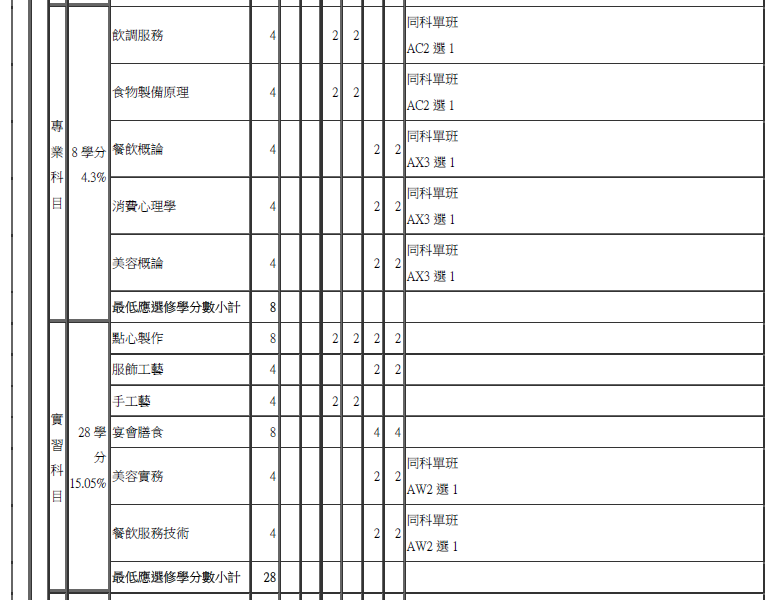 專業科目
8 學分
4.3%
飲調服務 4 2 2 同科單班
AC2 選 1
食物製備原理 4 2 2 同科單班
AC2 選 1
餐飲概論 4 2 2 同科單班
AX3 選 1
消費心理學 4 2 2 同科單班
AX3 選 1
美容概論 4 2 2 同科單班
AX3 選 1
最低應選修學分數小計 8
實習科目
28 學
分
15.05%
點心製作 8 2 2 2 2
服飾工藝 4 2 2
手工藝 4 2 2
宴會膳食 8 4 4
美容實務 4 2 2 同科單班
AW2 選 1
餐飲服務技術 4 2 2 同科單班
AW2 選 1
最低應選修學分數小計 28